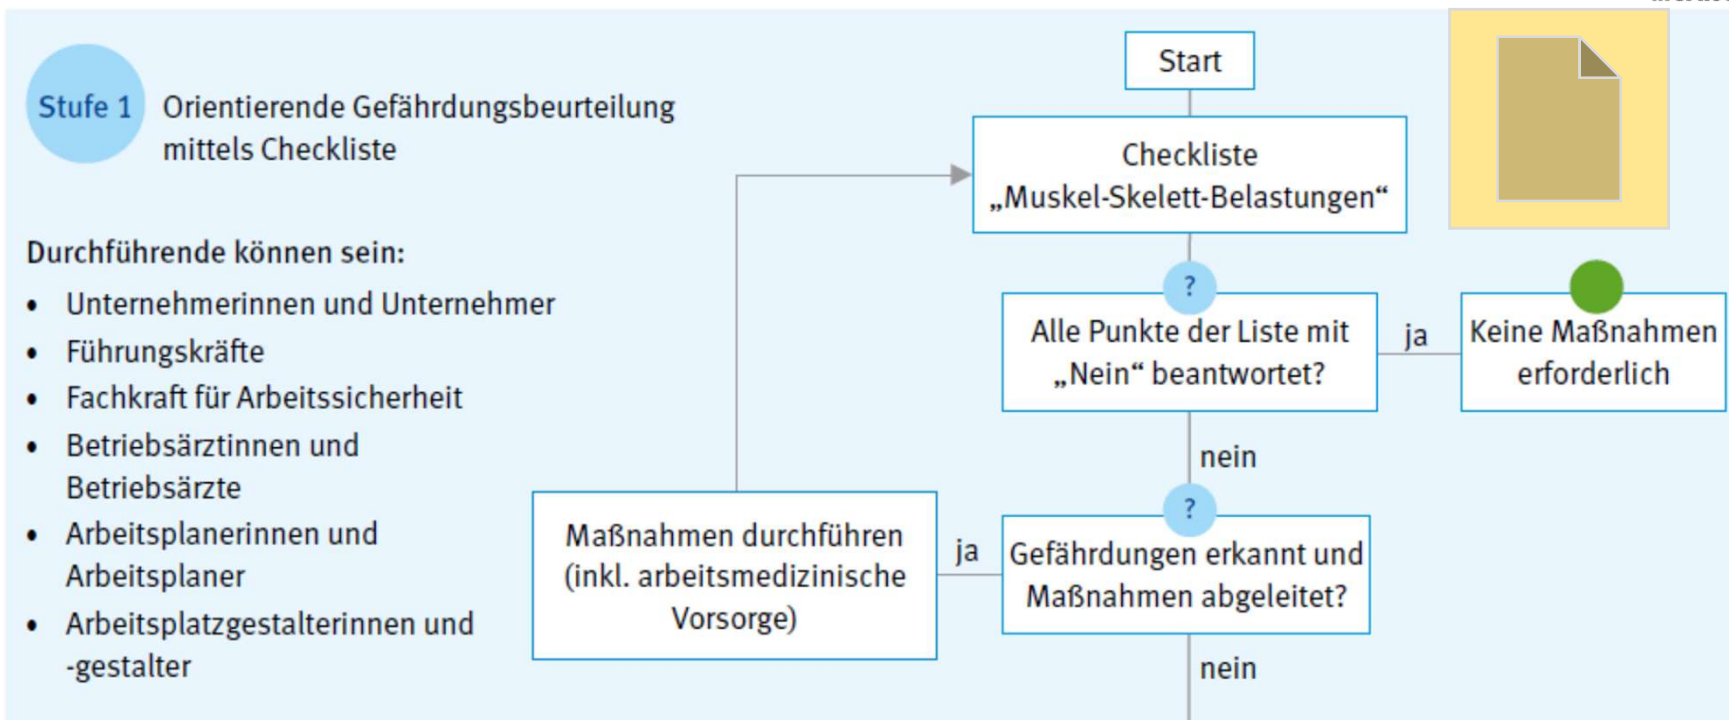 Stufe 1
Orientierende Gefährdungsbeurteilung
mittels Checkliste
Durchführende können sein:
• Unternehmerinnen und Unternehmer
• Führungskräfte
• Fachkraft für Arbeitssicherheit
• Betriebsärztinnen und
Betriebsärzte
• Arbeitsplanerinnen und
Arbeitsplaner
• Arbeitsplatzgestalterinnen und
-gestalter
Start
Checkliste
„Muskel-Skelett-Belastungen“
?
Alle Punkte der Liste mit
„Nein“ beantwortet?
ja
Keine Maßnahmen
erforderlich
nein
?
Gefährdungen erkannt und
Maßnahmen abgeleitet?
ja
Maßnahmen durchführen
(inkl. arbeitsmedizinische
Vorsorge)
nein